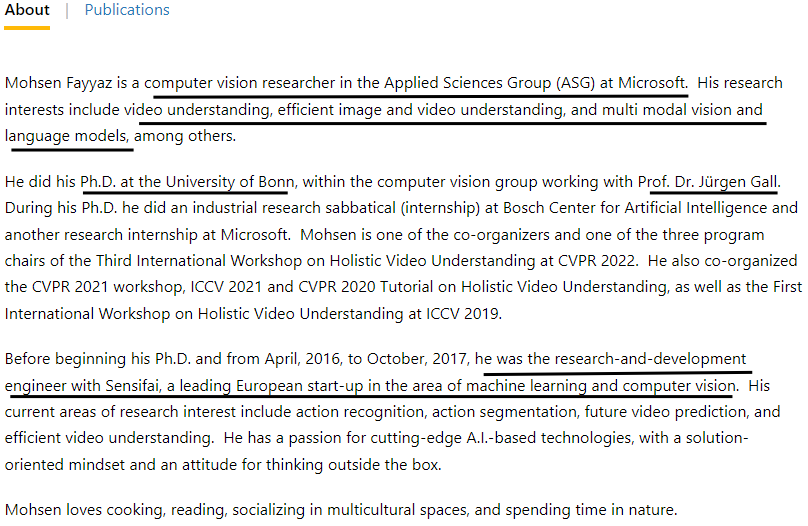 About | Publications
Mohsen Fayyaz is a computer vision researcher in the Applied Sciences Group (ASG) at Microsoft. His research
interests include video understanding, efficient image and video understanding, and multi modal vision and
language models, among others.
He did his Ph.D. at the University of Bonn, within the computer vision group working with Prof. Dr. Jürgen Gall.
During his Ph.D. he did an industrial research sabbatical (internship) at Bosch Center for Artificial Intelligence and
another research internship at Microsoft. Mohsen is one of the co-organizers and one of the three program
chairs of the Third International Workshop on Holistic Video Understanding at CVPR 2022. He also co-organized
the CVPR 2021 workshop, ICCV 2021 and CVPR 2020 Tutorial on Holistic Video Understanding, as well as the First
International Workshop on Holistic Video Understanding at ICCV 2019.
Before beginning his Ph.D. and from April, 2016, to October, 2017, he was the research-and-development
engineer with Sensifai, a leading European start-up in the area of machine learning and computer vision. His
current areas of research interest include action recognition, action segmentation, future video prediction, and
efficient video understanding. He has a passion for cutting-edge A.I.-based technologies, with a solution-
oriented mindset and an attitude for thinking outside the box.
Mohsen loves cooking, reading, socializing in multicultural spaces, and spending time in nature.